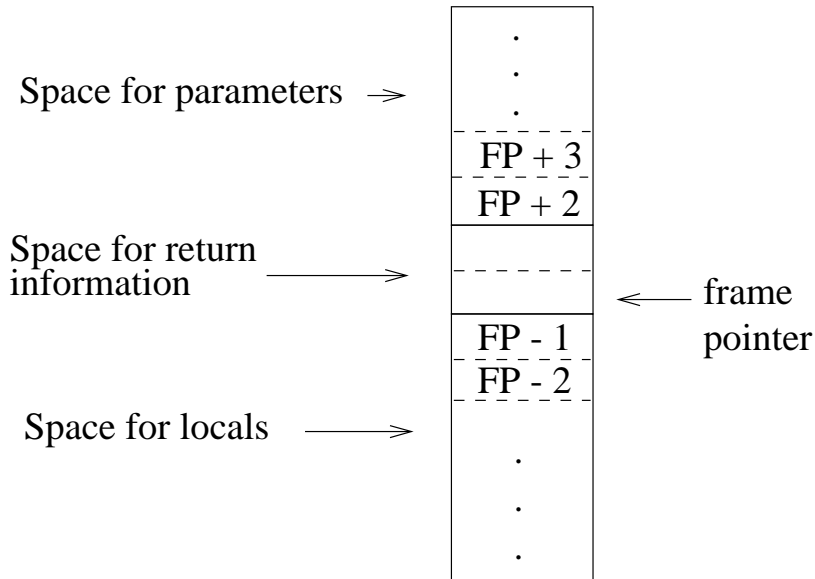 Space for parameters
FP + 3
FP + 2
Space for return
information
frame
pointer
FP - 1
FP - 2
Space for locals